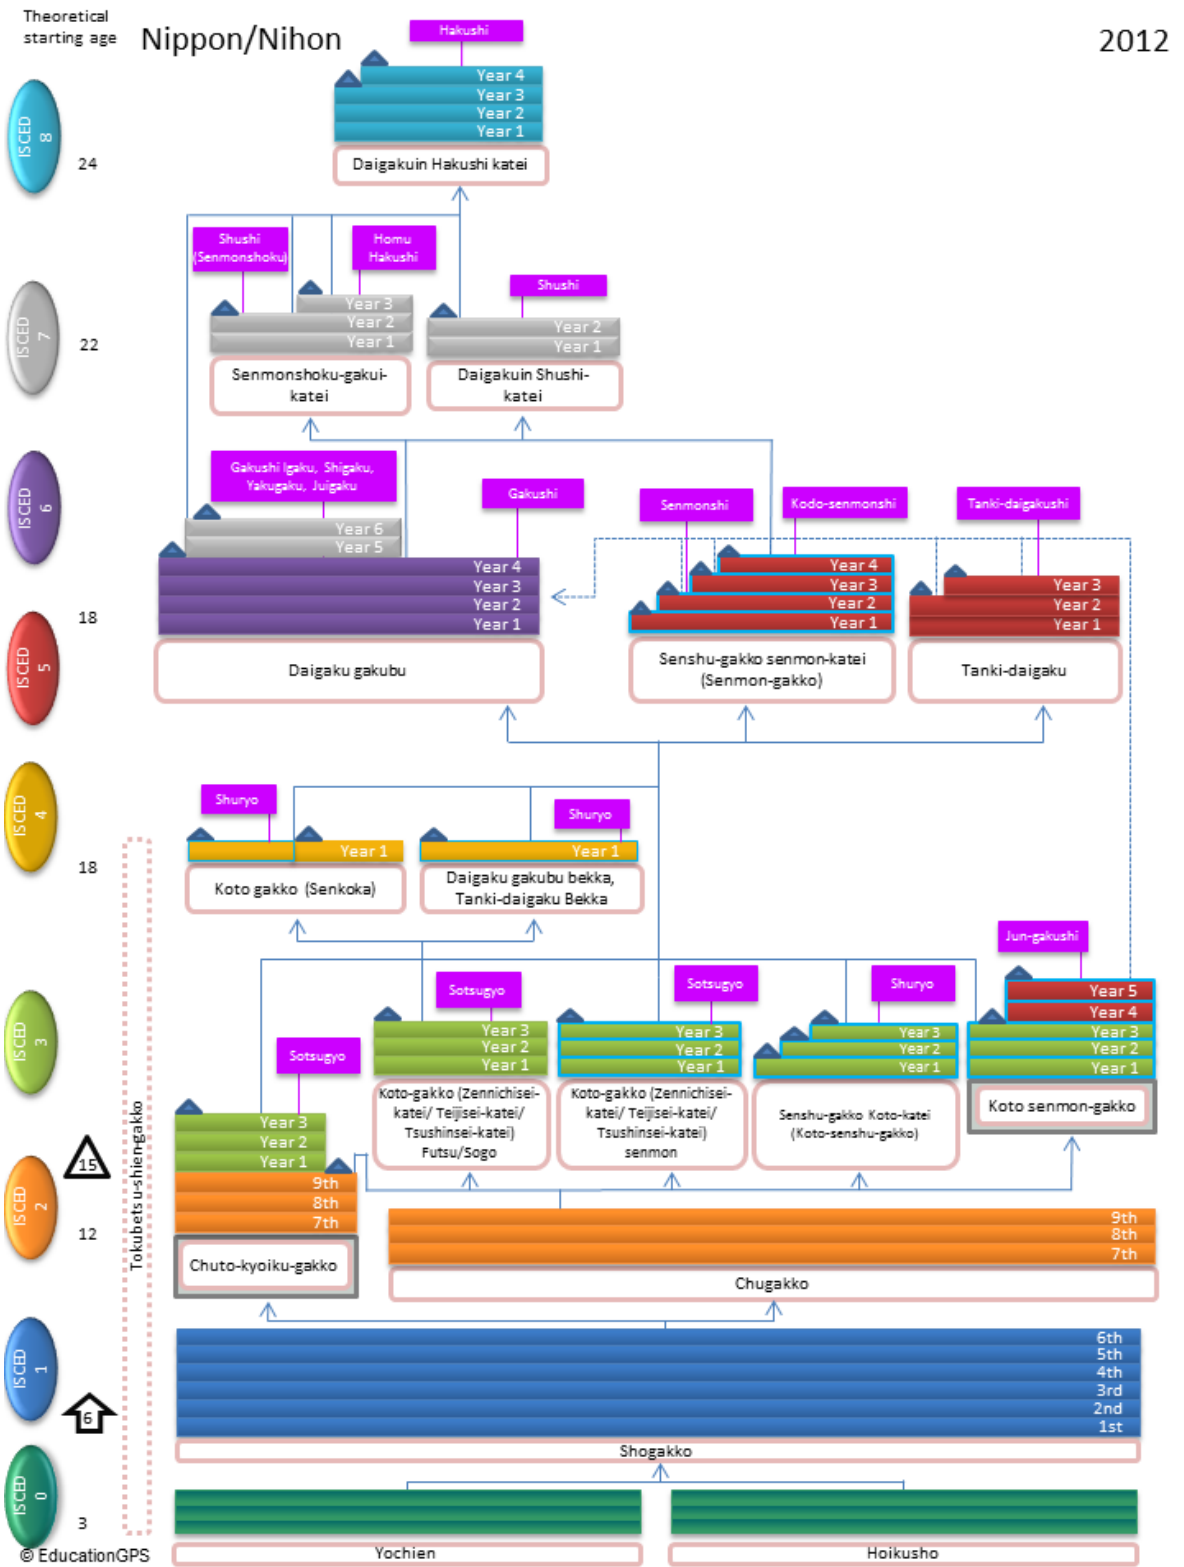 Theoretical
starting age
Nippon/Nihon
2012
Hakushi
Year 4
Year 3
Year 2
Year 1
ISCED 8
24
Daigakuin Hakushi katei
Shushi
(Senmonshoku)
Homu
Hakushi
Shushi
Year 3
Year 2
Year 1
Year 2
Year 1
ISCED 7
22
Senmonshoku-gakui-
katei
Daigakuin Shushi-
katei
ISCED 6
Gakushi Igaku, Shigaku,
Yakugaku, Juigaku
Gakushi
Senmonshi
Kodo-senmonshi
Tanki-daigakushi
Year 6
Year 5
Year 4
Year 3
Year 2
Year 1
Year 4
Year 3
Year 2
Year 1
Year 3
Year 2
Year 1
18
ISCED 5
Daigaku gakubu
Senshu-gakko senmon-katei
(Senmon-gakko)
Tanki-daigaku
ISCED 4
Shuryo
Shuryo
Year 1
Year 1
18
Koto gakko (Senkoka)
Daigaku gakubu bekka,
Tanki-daigaku Bekka
Jun-gakushi
Sotsugyo
Sotsugyo
Shuryo
Year 5
Year 4
Year 3
Year 2
Year 1
Year 3
Year 2
Year 1
Year 3
Year 2
Year 1
Year 3
Year 2
Year 1
ISCED 3
Sotsugyo
Koto-gakko (Zennichisei-
katei/ Teijisei-katei/
Tsushinsei-katei)
Futsu/Sogo
Koto-gakko (Zennichisei-
katei/ Teijisei-katei/
Tsushinsei-katei)
senmon
Senshu-gakko Koto-katei
(Koto-senshu-gakko)
Koto senmon-gakko
Year 3
Year 2
Year 1
9th
8th
7th
15
Tokubetsu-shien-gakko
ISCED 2
12
9th
8th
7th
Chuto-kyoiku-gakko
Chugakko
ISCED 1
6th
5th
4th
3rd
2nd
1st
6
Shogakko
ISCED 0
3
© EducationGPS
Yochien
Hoikusho